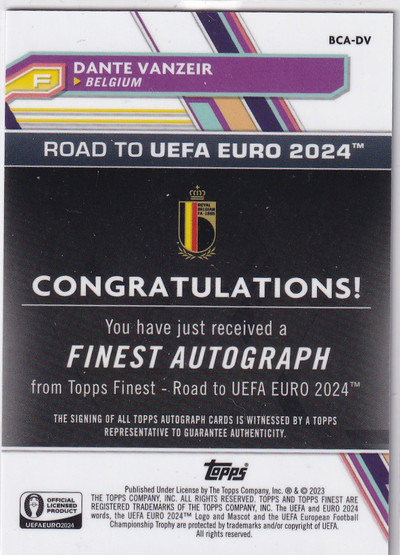 BCA-DV
F
DANTE VANZEIR
BELGIUM
ROAD TO UEFA EURO 2024™
ROYAL
BELGIAN
FA 1895
CONGRATULATIONS!
You have just received a
FINEST AUTOGRAPH
from Topps Finest - Road to UEFA EURO 2024™
THE SIGNING OF ALL TOPPS AUTOGRAPH CARDS IS WITNESSED BY A TOPPS
REPRESENTATIVE TO GUARANTEE AUTHENTICITY.
Topps
OFFICIAL
LICENSED
PRODUCT
UEFAEURO2024
Published Under License by The Topps Company, Inc. ® & © 2023
THE TOPPS COMPANY, INC. ALL RIGHTS RESERVED. TOPPS AND TOPPS FINEST ARE
REGISTERED TRADEMARKS OF THE TOPPS COMPANY, INC. The UEFA and EURO 2024
words, the UEFA EURO 2024™ Logo and Mascot and the UEFA European Football
Championship Trophy are protected by trademarks and/or copyright of UEFA.
All rights reserved.